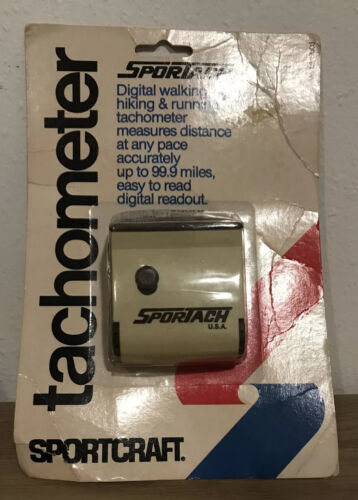 tachometer
SPORTACH
Digital walking,
hiking & running
tachometer
measures distance
at any pace
accurately
up to 99.9 miles,
easy to read
digital readout.
SPORTACH
U.S.A.
SPORTCRAFT.